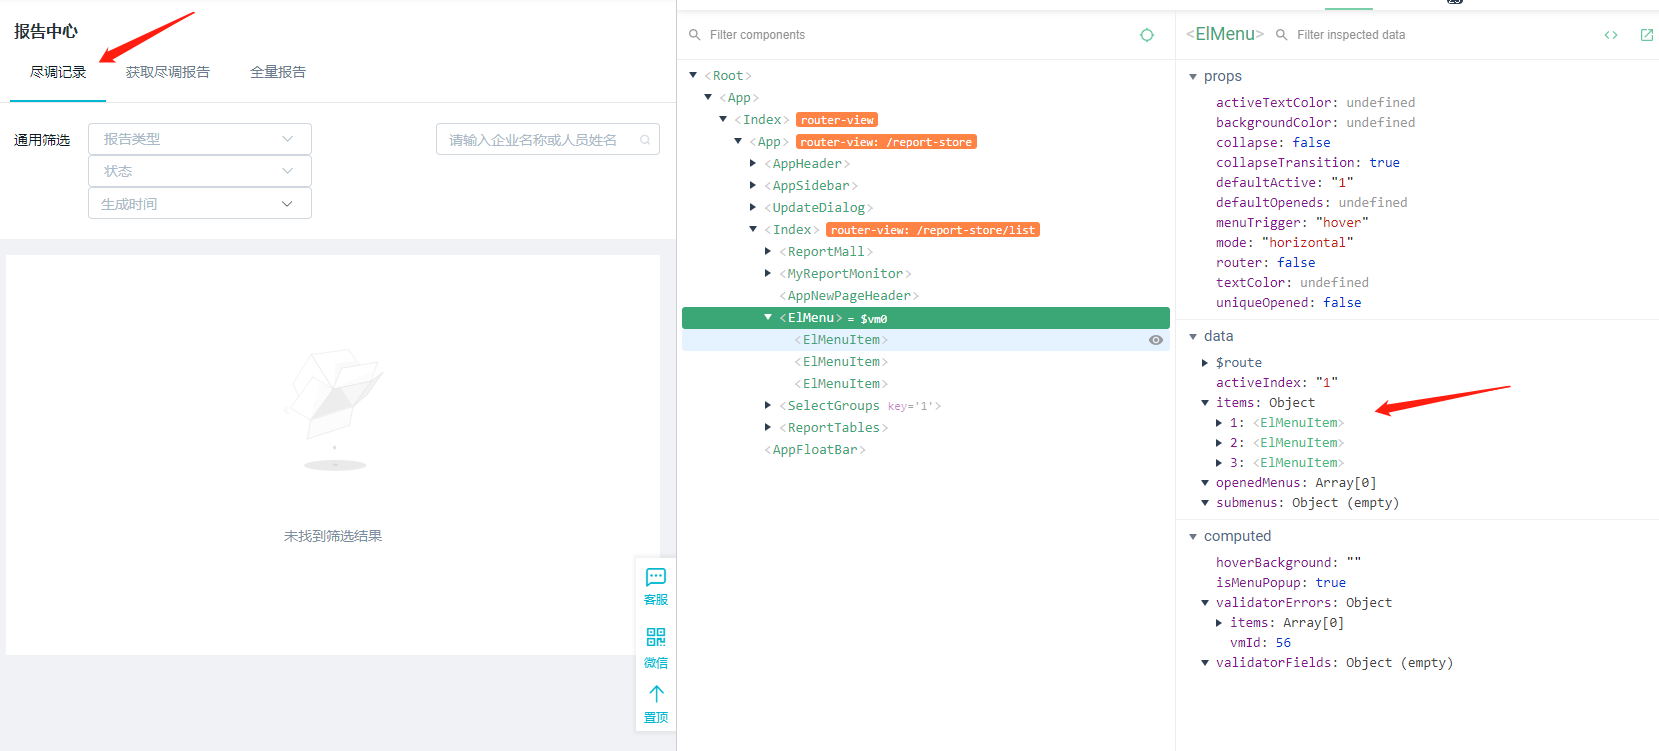 报告中心
尽调记录 获取尽调报告 全量报告
通用筛选 报告类型 请输入企业名称或人员姓名
状态
生成时间
未找到筛选结果
客服
微信
置顶
Filter components
<Root>
<App>
<Index> router-view
<App> router-view: /report-store
<AppHeader>
<AppSidebar>
<UpdateDialog>
<Index> router-view: /report-store/list
<ReportMall>
<MyReportMonitor>
<AppNewPageHeader>
<ElMenu> = $vm0
<ElMenuItem>
<ElMenuItem>
<ElMenuItem>
<SelectGroups key='1'>
<ReportTables>
<AppFloatBar>
<ElMenu> Filter inspected data
props
activeTextColor: undefined
backgroundColor: undefined
collapse: false
collapseTransition: true
defaultActive: "1"
defaultOpeneds: undefined
menuTrigger: "hover"
mode: "horizontal"
router: false
textColor: undefined
uniqueOpened: false
data
$route
activeIndex: "1"
items: Object
1: <ElMenuItem>
2: <ElMenuItem>
3: <ElMenuItem>
openedMenus: Array[0]
submenus: Object (empty)
computed
hoverBackground: ""
isMenuPopup: true
validatorErrors: Object
items: Array[0]
vmId: 56
validatorFields: Object (empty)